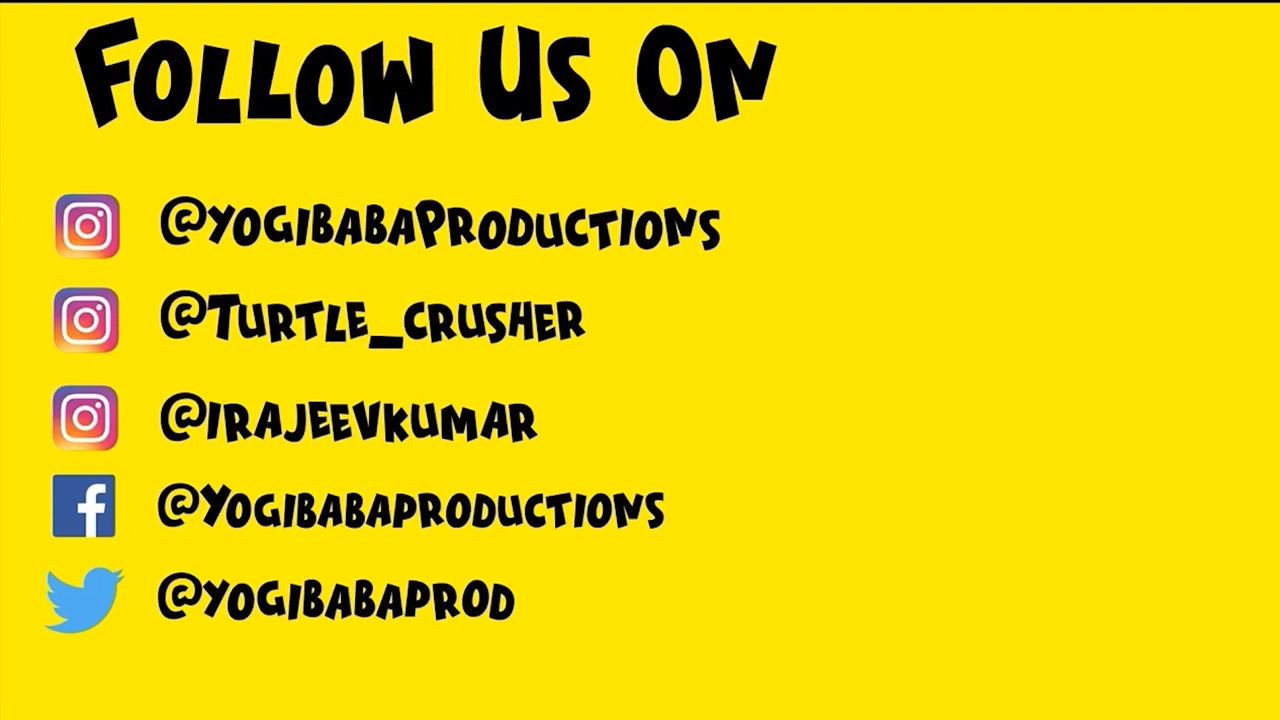 Follow Us On
@yogibabaProductions
@Turtle_crusher
@irajeevkumar
@Yogibabaproductions
@yogibabaprod